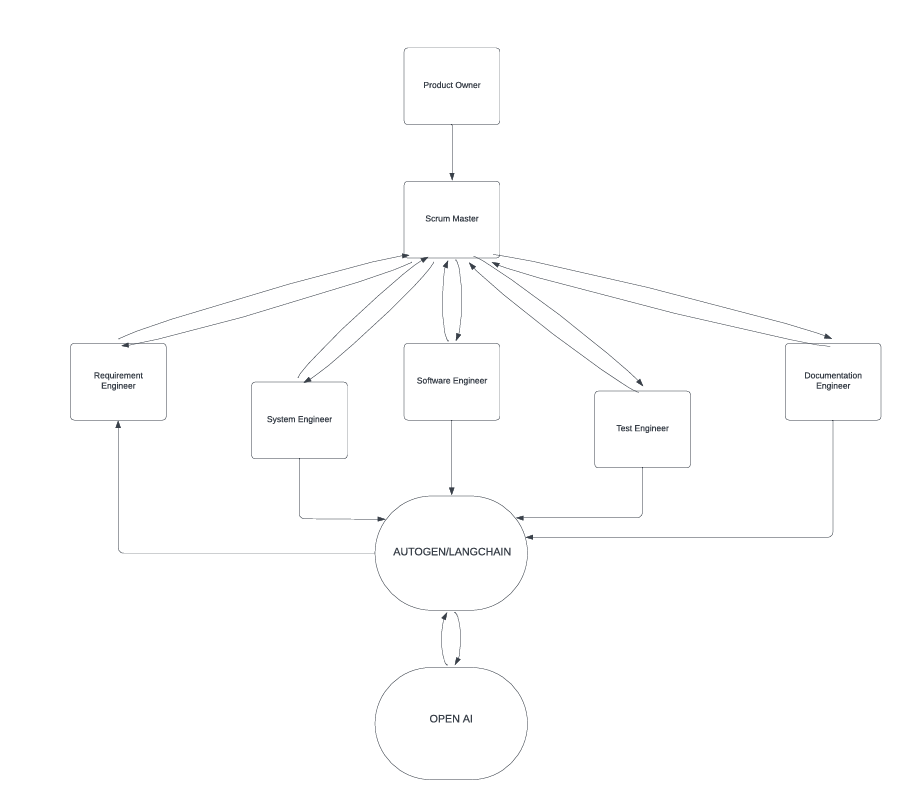 Product Owner
Scrum Master
Requirement
Engineer
System Engineer
Software Engineer
Test Engineer
Documentation
Engineer
AUTOGEN/LANGCHAIN
OPEN AI